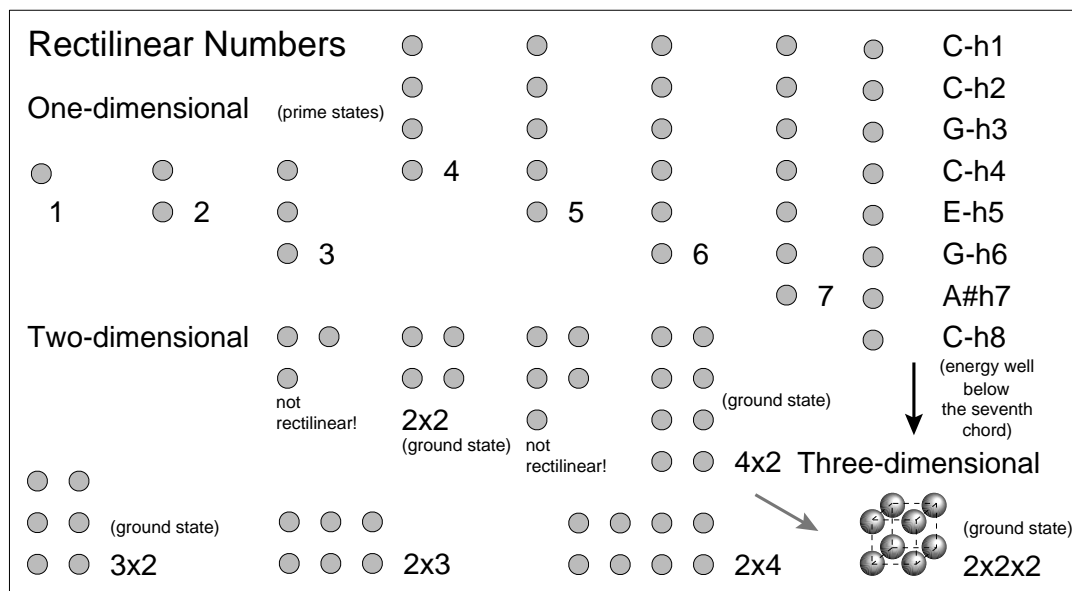 Rectilinear Numbers
One-dimensional (prime states)
1
2
3
4
5
6
7
C-h1
C-h2
G-h3
C-h4
E-h5
G-h6
A#h7
C-h8
(energy well
below
the seventh
chord)
Two-dimensional
not
rectilinear!
2x2
(ground state)
not
rectilinear!
(ground state)
4x2
Three-dimensional
(ground state)
3x2
2x3
2x4
(ground state)
2x2x2